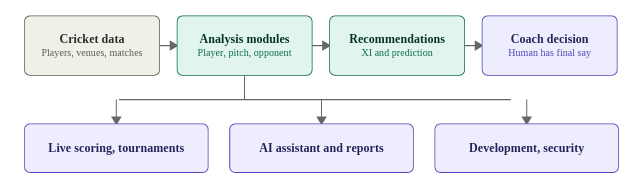 Cricket data
Players, venues, matches
Analysis modules
Player, pitch, opponent
Recommendations
XI and prediction
Coach decision
Human has final say
Live scoring, tournaments
AI assistant and reports
Development, security